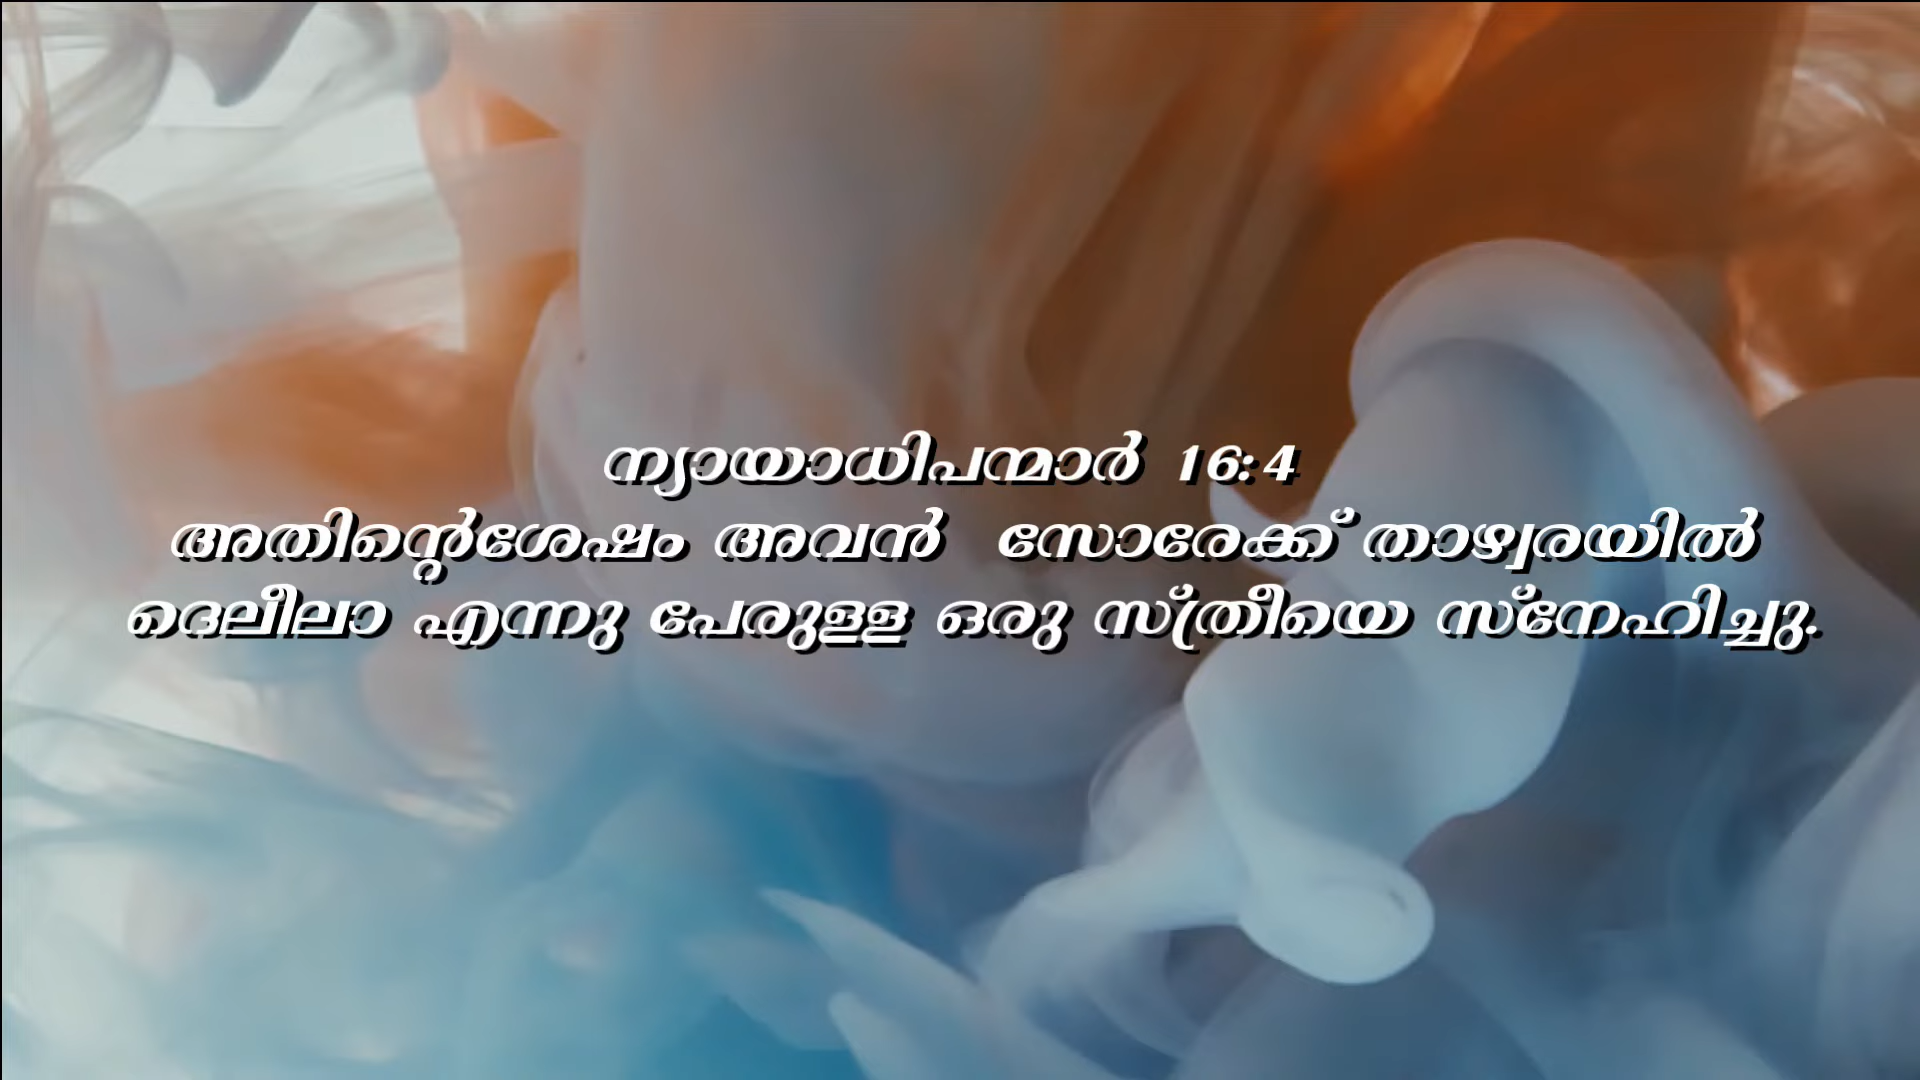 ന്യായാധിപന്മാർ 16:4
അതിന്റെശേഷം അവൻ സോരേക്ക് താഴ്വരയിൽ
ദെലീലാ എന്നു പേരുള്ള ഒരു സ്ത്രീയെ സ്നേഹിച്ചു.